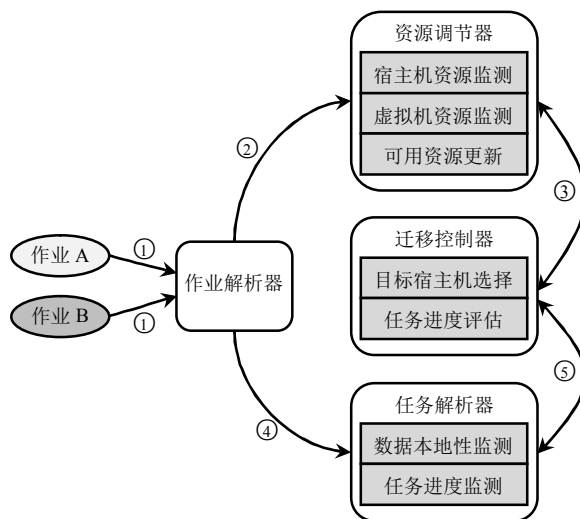 资源调节器
宿主机资源监测
虚拟机资源监测
可用资源更新
②
③
作业 A
①
作业解析器
作业 B
①
迁移控制器
目标宿主机选择
任务进度评估
⑤
④
任务解析器
数据本地性监测
任务进度监测